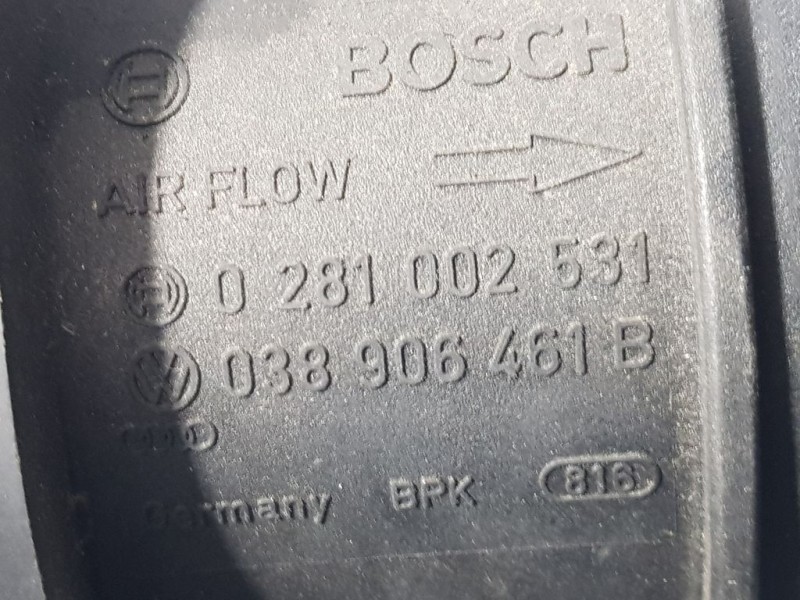 BOSCH
AIR FLOW
0 281 002 531
038 906 461 B
Germany BPK 816